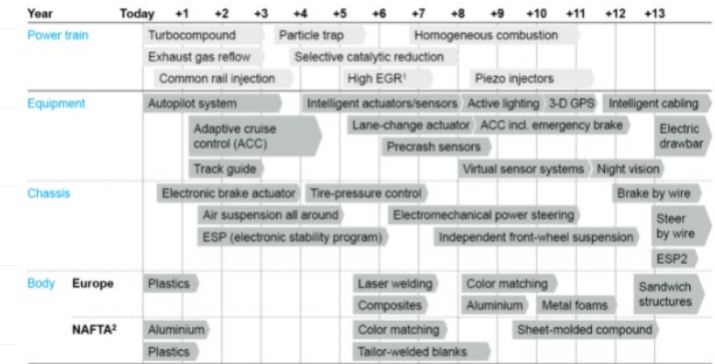 Year Today +1 +2 +3 +4 +5 +6 +7 +8 +9 +10 +11 +12 +13
Power train Turbocompound Particle trap Homogeneous combustion
Exhaust gas reflow Selective catalytic reduction
Common rail injection High EGR¹ Piezo injectors
Equipment Autopilot system Intelligent actuators/sensors Active lighting 3-D GPS Intelligent cabling
Adaptive cruise control (ACC) Lane-change actuator ACC incl. emergency brake Electric drawbar
Precrash sensors
Track guide Virtual sensor systems Night vision
Chassis Electronic brake actuator Tire-pressure control Brake by wire
Air suspension all around Electromechanical power steering Steer by wire
ESP (electronic stability program) Independent front-wheel suspension
ESP2
Body Europe Plastics Laser welding Color matching Sandwich structures
Composites Aluminium Metal foams
NAFTA² Aluminium Color matching Sheet-molded compound
Plastics Tailor-welded blanks